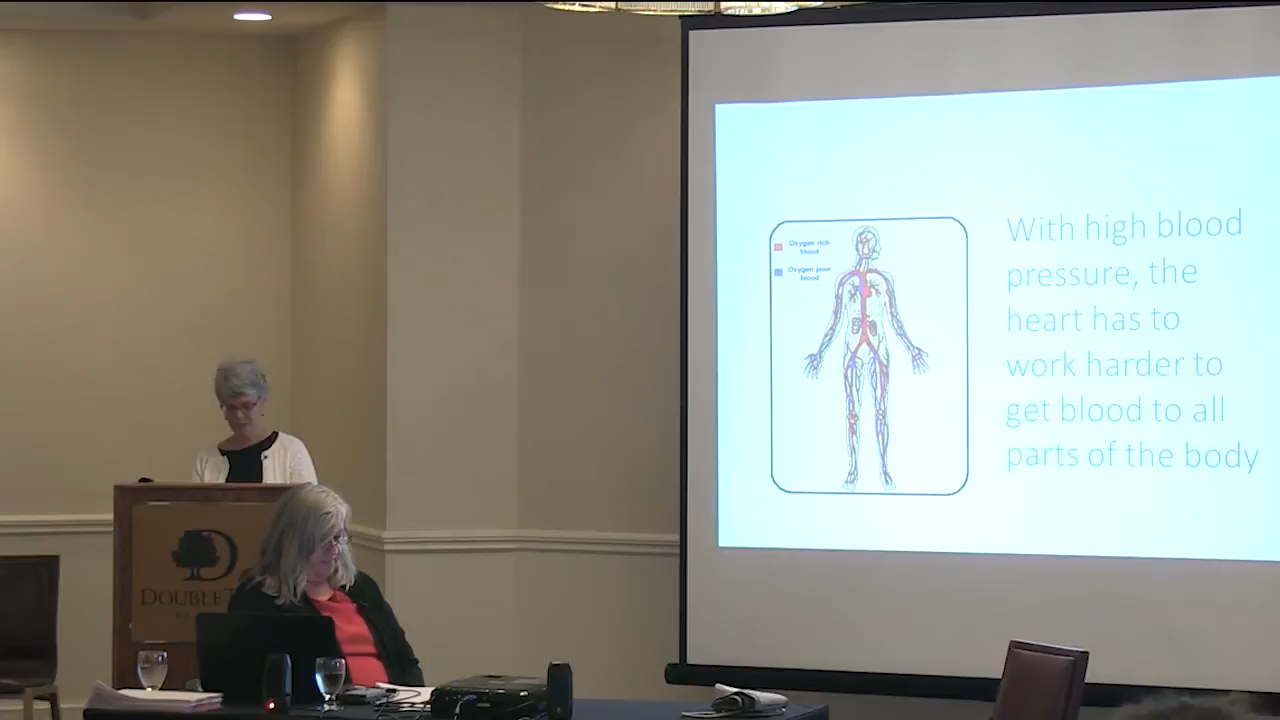 Oxygen rich
blood
Oxygen poor
blood
With high blood
pressure, the
heart has to
work harder to
get blood to all
parts of the body
D